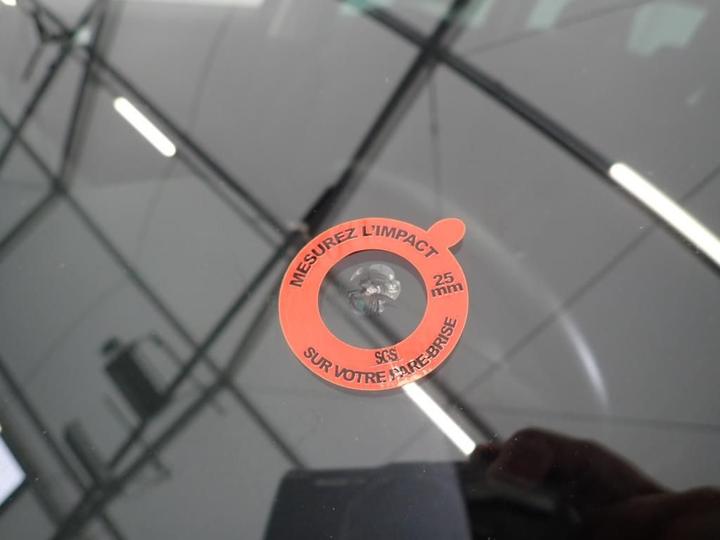 MESUREZ L'IMPACT
25
mm
SGS
SUR VOTRE PARE-BRISE